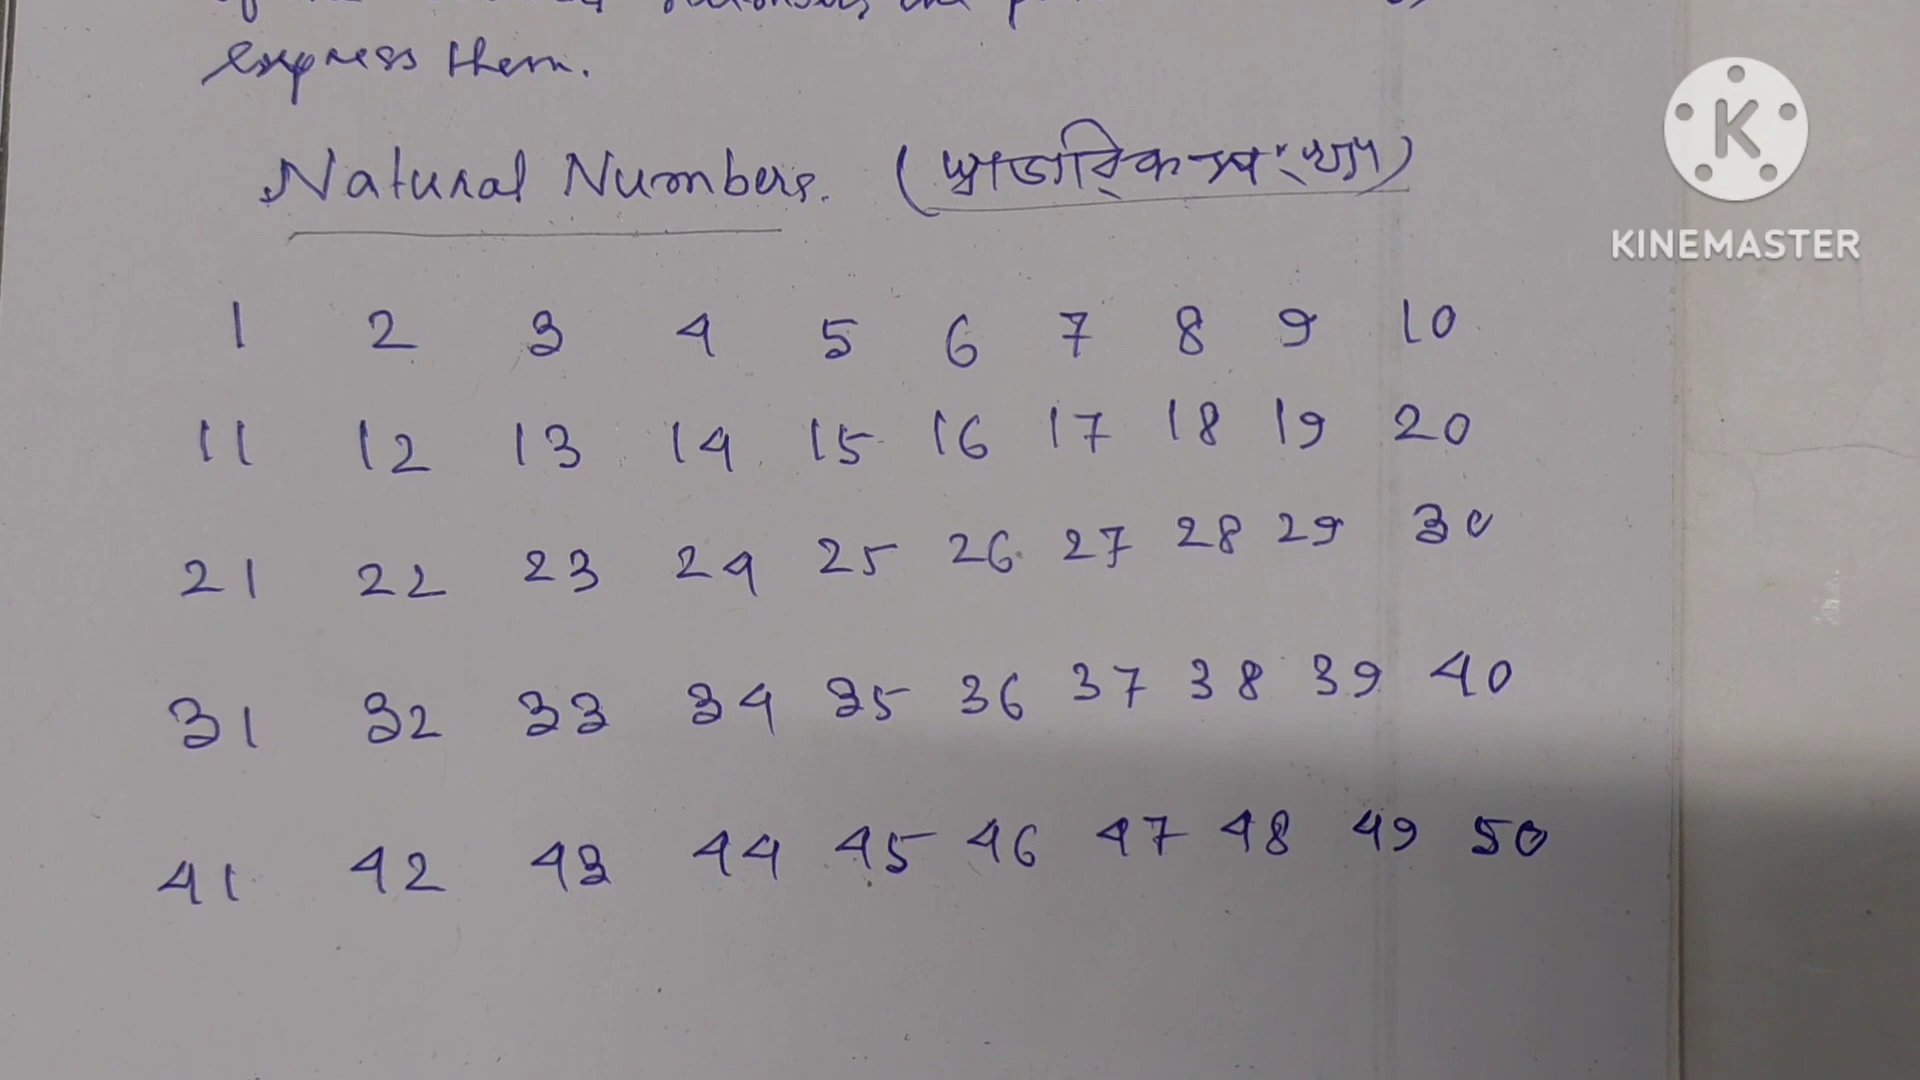 express them.
Natural Numbers. (স্বাভাবিক সংখ্যা)
K
KINEMASTER
1 2 3 4 5 6 7 8 9 10
11 12 13 14 15 16 17 18 19 20
21 22 23 24 25 26 27 28 29 30
31 32 33 34 35 36 37 38 39 40
41 42 43 44 45 46 47 48 49 50